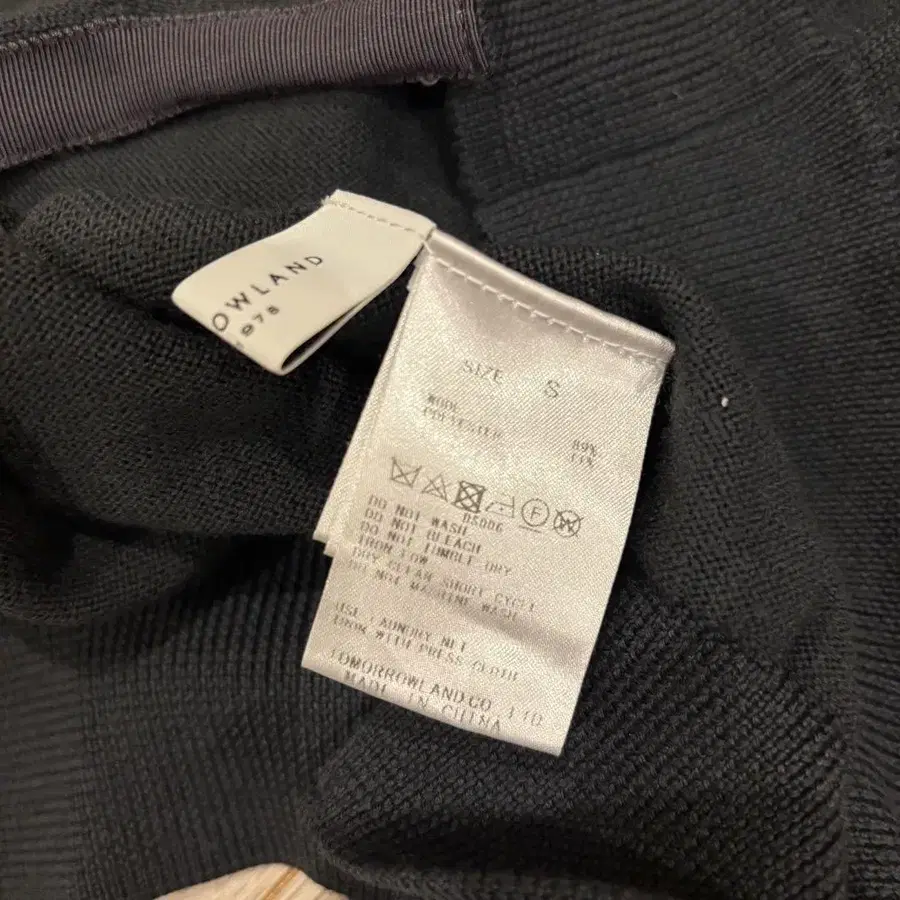 OWLAND
978
SIZE S
WOOL 89%
POLYESTER 11%
F
DO NOT WASH
DO NOT BLEACH
DO NOT TUMBLE DRY
IRON LOW
DRY CLEAN SHORT CYCLE
DO NOT MACHINE WASH
USE LAUNDRY NET
IRON WITH PRESS CLOTH
TOMORROWLAND CO LTD
MADE IN CHINA